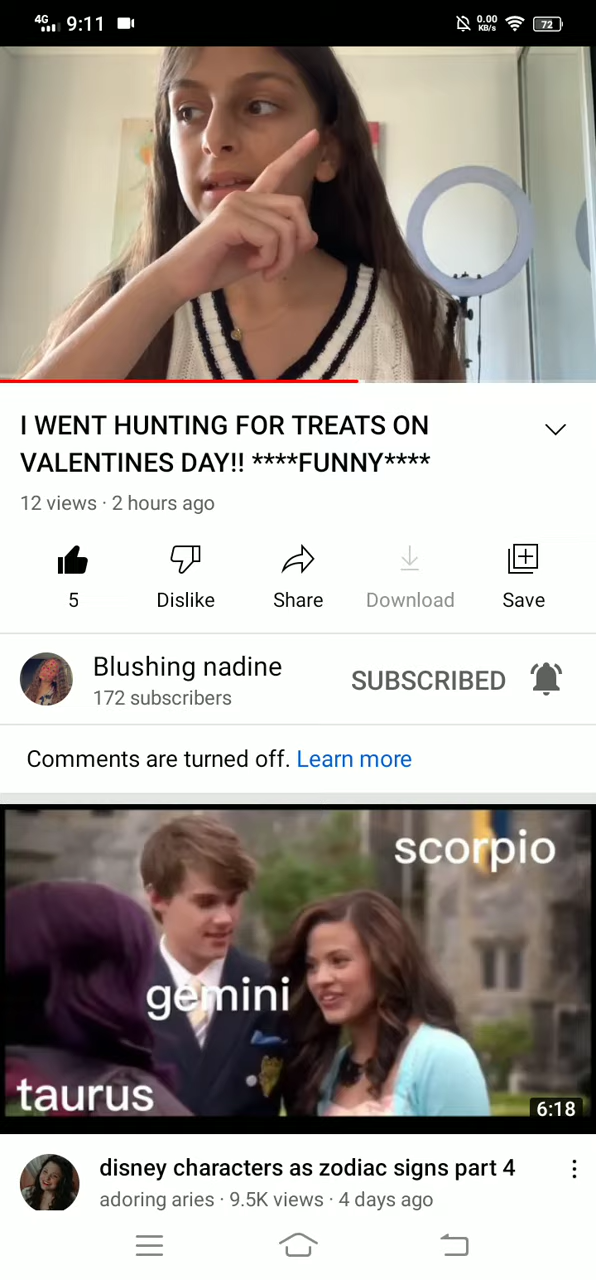 4G 9:11 0.00 KB/s 72
I WENT HUNTING FOR TREATS ON
VALENTINES DAY!! ****FUNNY****
12 views · 2 hours ago
5 Dislike Share Download Save
Blushing nadine
172 subscribers
SUBSCRIBED
Comments are turned off. Learn more
scorpio
gemini
taurus
6:18
disney characters as zodiac signs part 4
adoring aries · 9.5K views · 4 days ago